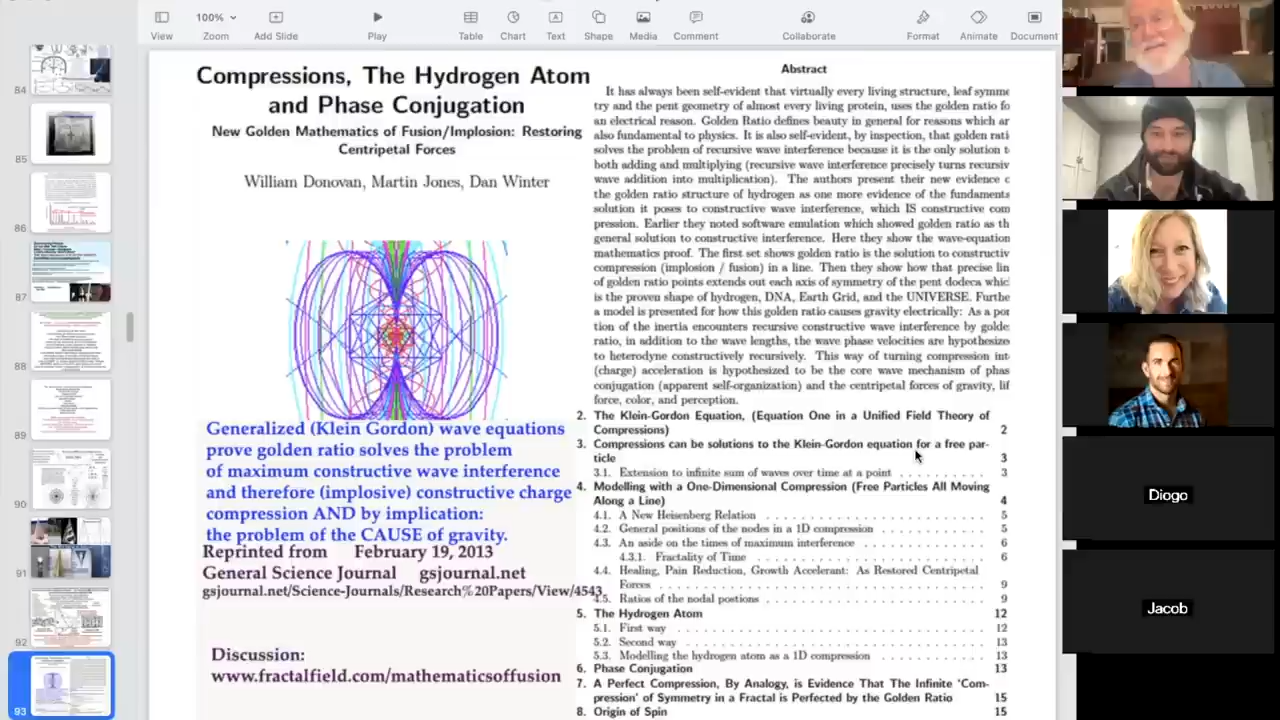 100%
View
Zoom
Add Slide
Play
Table
Chart
Text
Shape
Media
Comment
Collaborate
Format
Animate
Document
84
85
86
87
88
89
90
91
92
93
Compressions, The Hydrogen Atom
and Phase Conjugation
New Golden Mathematics of Fusion/Implosion: Restoring
Centripetal Forces
William Donovan, Martin Jones, Dan Winter
Generalized (Klein Gordon) wave equations
prove golden ratio solves the problem
of maximum constructive wave interference
and therefore (implosive) constructive charge
compression AND by implication:
the problem of the CAUSE of gravity.
Reprinted from February 19, 2013
General Science Journal gsjournal.net
gsjournal.net/Science-Journals/Research%20Papers/View/4543
Discussion:
www.fractalfield.com/mathematicsoffusion
Abstract
It has always been self-evident that virtually every living structure, leaf symme
try and the pent geometry of almost every living protein, uses the golden ratio fo
an electrical reason. Golden Ratio defines beauty in general for reasons which ar
also fundamental to physics. It is also self-evident, by inspection, that golden rati
solves the problem of recursive wave interference because it is the only solution t
both adding and multiplying (recursive wave interference precisely turns recursiv
wave addition into multiplication). The authors present their new evidence c
the golden ratio structure of hydrogen as one more evidence of the fundamenta
solution it poses to constructive wave interference, which IS constructive com
pression. Earlier they noted software emulation which showed golden ratio as th
general solution to constructive interference. Here they show the wave-equation
mathematics proof. The first set shows golden ratio is the solution to constructiv
compression (implosion / fusion) in a line. Then they show how that precise lin
of golden ratio points extends out each axis of symmetry of the pent dodeca whic
is the proven shape of hydrogen, DNA, Earth Grid, and the UNIVERSE. Furthe
a model is presented for how this golden ratio causes gravity electrically: As a por
tion of the inertia encounters recursive constructive wave interference by golde
ratio, in addition to the wave lengths, the wave phase velocities are hypothesize
to heterodyne constructively recursively. This way of turning compression int
(charge) acceleration is hypothesized to be the core wave mechanism of phas
conjugation (apparent self-organization) and the centripetal forces of gravity, lif
force, color, and perception.
2. The Klein-Gordon Equation, (Equation One in a Unified Field Theory of
Compressions) 2
3. Compressions can be solutions to the Klein-Gordon equation for a free par-
ticle 3
3.1. Extension to infinite sum of waves over time at a point 3
4. Modelling with a One-Dimensional Compression (Free Particles All Moving
Along a Line) 4
4.1. A New Heisenberg Relation 5
4.2. General positions of the nodes in a 1D compression 5
4.3. An aside on the times of maximum interference 6
4.3.1. Fractality of Time 6
4.4. Healing, Pain Reduction, Growth Accelerant: As Restored Centripetal
Forces 9
4.5. Ratios of the nodal postions 9
5. The Hydrogen Atom 12
5.1. First way 12
5.2. Second way 13
5.3. Modelling the hydrogen atom as a 1D compression 13
6. Phase Conjugation 13
7. A Perfect Compression, By Analogy, is Evidence That The Infinite 'Com-
pression' of Symmetry in a Fractal is Perfected by the Golden Ratio 15
8. Origin of Spin 15
Diogo
Jacob